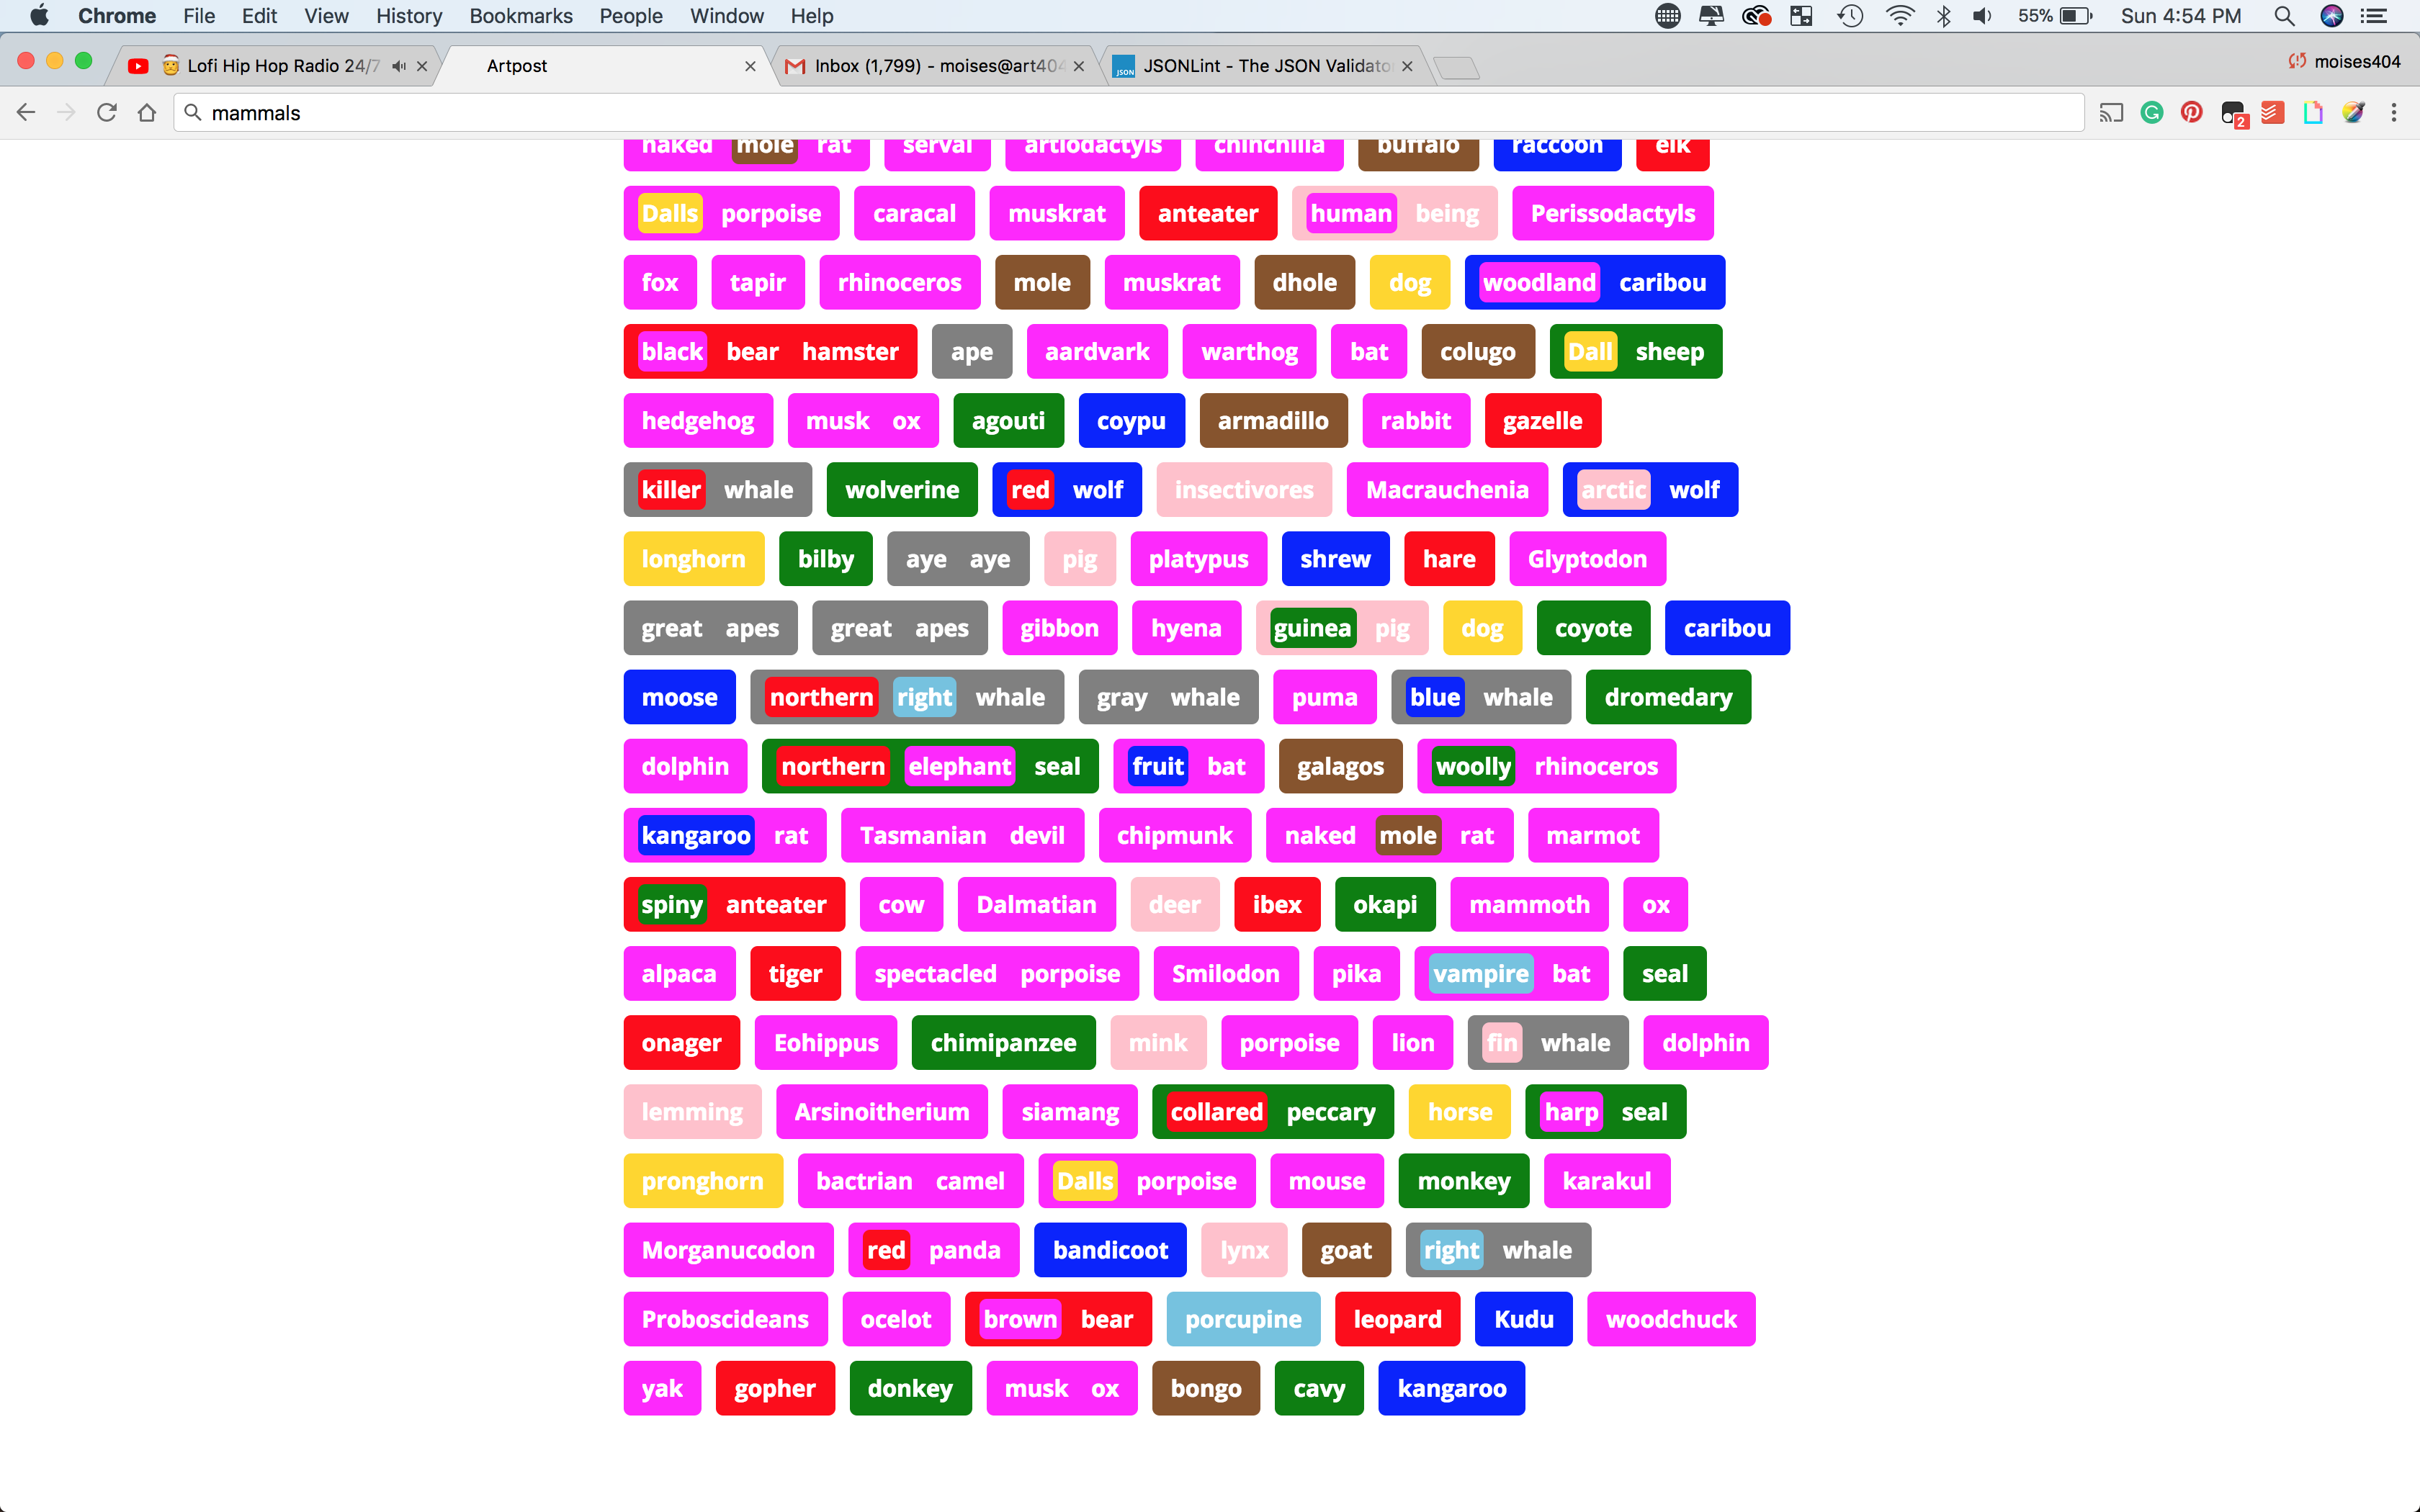 Chrome File Edit View History Bookmarks People Window Help 55% Sun 4:54 PM
Lofi Hip Hop Radio 24/7 Artpost Inbox (1,799) - moises@art404 JSONLint - The JSON Validato moises404
mammals 2
naked mole rat serval artiodactyls chinchilla buffalo raccoon elk
Dalls porpoise caracal muskrat anteater human being Perissodactyls
fox tapir rhinoceros mole muskrat dhole dog woodland caribou
black bear hamster ape aardvark warthog bat colugo Dall sheep
hedgehog musk ox agouti coypu armadillo rabbit gazelle
killer whale wolverine red wolf insectivores Macrauchenia arctic wolf
longhorn bilby aye aye pig platypus shrew hare Glyptodon
great apes great apes gibbon hyena guinea pig dog coyote caribou
moose northern right whale gray whale puma blue whale dromedary
dolphin northern elephant seal fruit bat galagos woolly rhinoceros
kangaroo rat Tasmanian devil chipmunk naked mole rat marmot
spiny anteater cow Dalmatian deer ibex okapi mammoth ox
alpaca tiger spectacled porpoise Smilodon pika vampire bat seal
onager Eohippus chimipanzee mink porpoise lion fin whale dolphin
lemming Arsinoitherium siamang collared peccary horse harp seal
pronghorn bactrian camel Dalls porpoise mouse monkey karakul
Morganucodon red panda bandicoot lynx goat right whale
Proboscideans ocelot brown bear porcupine leopard Kudu woodchuck
yak gopher donkey musk ox bongo cavy kangaroo